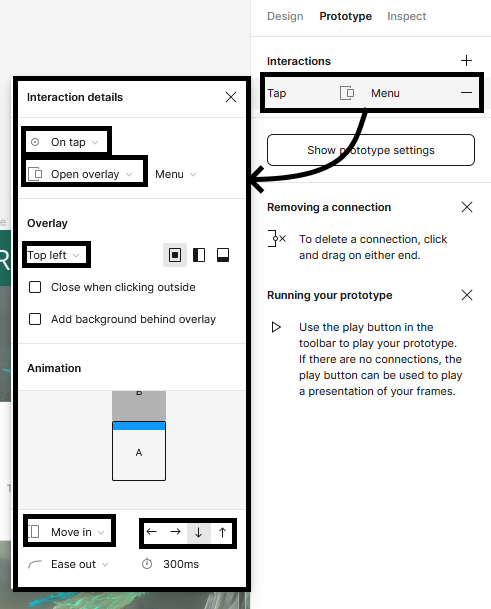 Design Prototype Inspect
Interactions
Tap Menu
Show prototype settings
Removing a connection
To delete a connection, click
and drag on either end.
Running your prototype
Use the play button in the
toolbar to play your prototype.
If there are no connections, the
play button can be used to play
a presentation of your frames.
Interaction details
On tap
Open overlay Menu
Overlay
Top left
Close when clicking outside
Add background behind overlay
Animation
B
A
Move in
Ease out 300ms
R